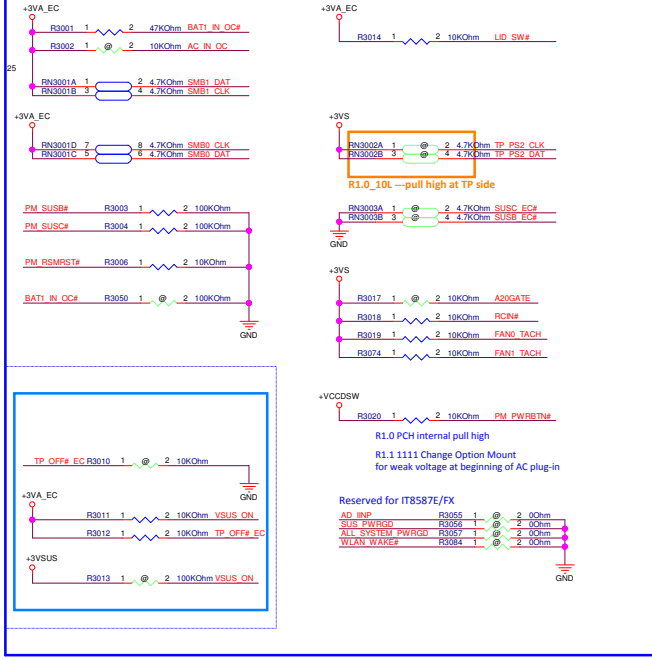 +3VA_EC
R3001 1 2 47KOhm BAT1_IN_OC#
R3002 1 @ 2 10KOhm AC_IN_OC
25
RN3001A 1 2 4.7KOhm SMB1_DAT
RN3001B 3 4 4.7KOhm SMB1_CLK
+3VA_EC
RN3001D 7 8 4.7KOhm SMB0_CLK
RN3001C 5 6 4.7KOhm SMB0_DAT
PM_SUSB# R3003 1 2 100KOhm
PM_SUSC# R3004 1 2 100KOhm
PM_RSMRST# R3006 1 2 10KOhm
BAT1_IN_OC# R3050 1 @ 2 100KOhm
GND
TP_OFF#_EC R3010 1 @ 2 10KOhm
GND
+3VA_EC
R3011 1 2 10KOhm VSUS_ON
R3012 1 2 10KOhm TP_OFF#_EC
+3VSUS
R3013 1 @ 2 100KOhm VSUS_ON
+3VA_EC
R3014 1 2 10KOhm LID_SW#
+3VS
RN3002A 1 @ 2 4.7KOhm TP_PS2_CLK
RN3002B 3 @ 4 4.7KOhm TP_PS2_DAT
R1.0_10L ---pull high at TP side
RN3003A 1 @ 2 4.7KOhm SUSC_EC#
RN3003B 3 @ 4 4.7KOhm SUSB_EC#
GND
+3VS
R3017 1 @ 2 10KOhm A20GATE
R3018 1 2 10KOhm RCIN#
R3019 1 2 10KOhm FAN0_TACH
R3074 1 2 10KOhm FAN1_TACH
+VCCDSW
R3020 1 2 10KOhm PM_PWRBTN#
R1.0 PCH internal pull high
R1.1 1111 Change Option Mount
for weak voltage at beginning of AC plug-in
Reserved for IT8587E/FX
AD_IINP R3055 1 @ 2 0Ohm
SUS_PWRGD R3056 1 @ 2 0Ohm
ALL_SYSTEM_PWRGD R3057 1 @ 2 0Ohm
WLAN_WAKE# R3084 1 @ 2 0Ohm
GND